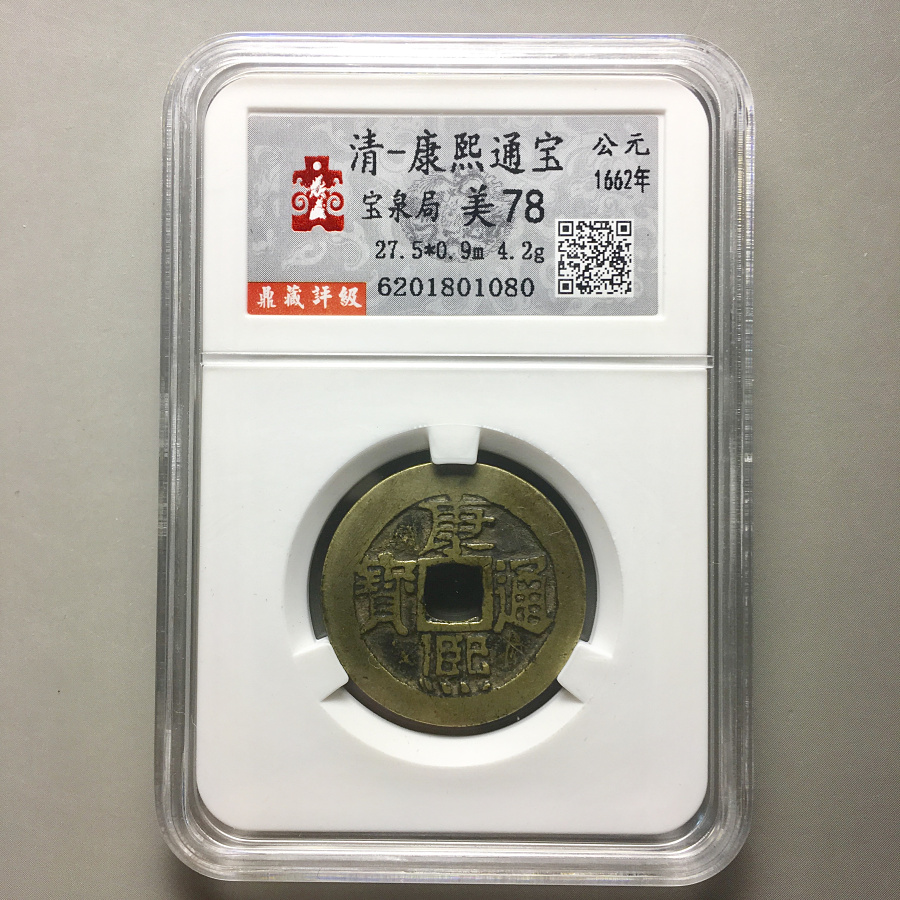 清-康熙通宝
公元
1662年
宝泉局 美78
27.5*0.9m 4.2g
6201801080
鼎藏評級
康熙通寳